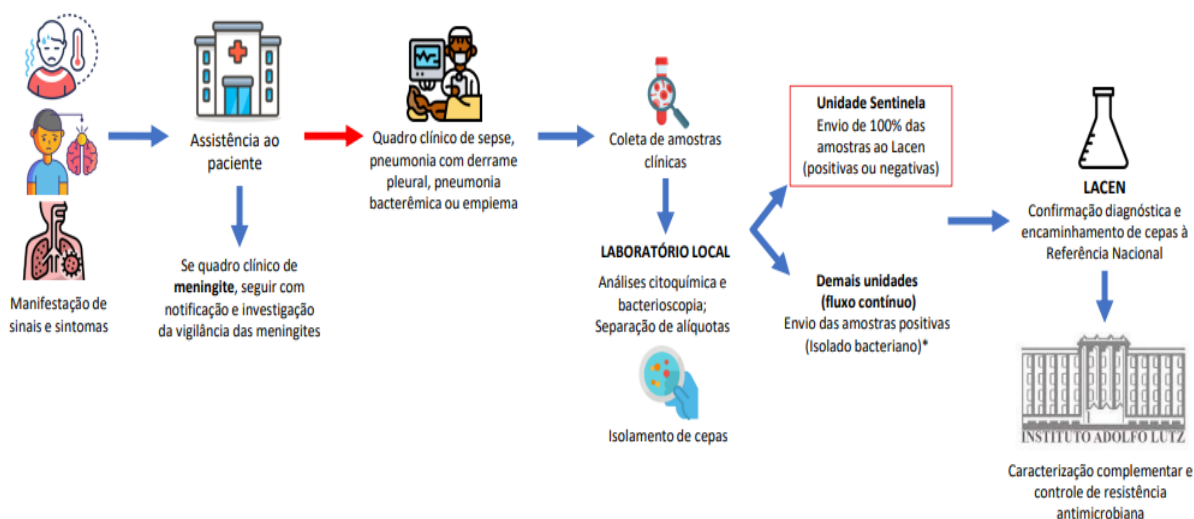 Manifestação de
sinais e sintomas
Assistência ao
paciente
Se quadro clínico de
meningite, seguir com
notificação e investigação
da vigilância das meningites
Quadro clínico de sepse,
pneumonia com derrame
pleural, pneumonia
bacterêmica ou empiema
Coleta de amostras
clínicas
LABORATÓRIO LOCAL
Análises citoquímica e
bacterioscopia;
Separação de alíquotas
Isolamento de cepas
Unidade Sentinela
Envio de 100% das
amostras ao Lacen
(positivas ou negativas)
Demais unidades
(fluxo contínuo)
Envio das amostras positivas
(Isolado bacteriano)*
LACEN
Confirmação diagnóstica e
encaminhamento de cepas à
Referência Nacional
INSTITUTO ADOLFO LUTZ
Caracterização complementar e
controle de resistência
antimicrobiana